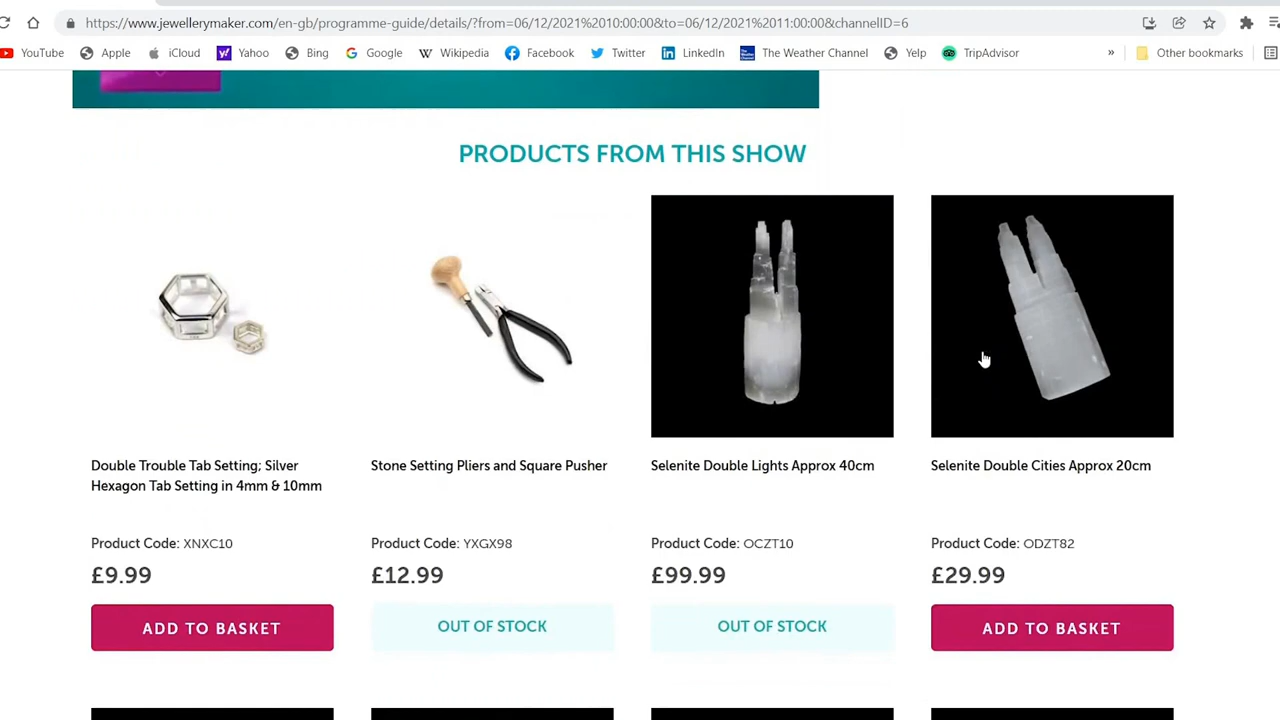 https://www.jewellerymaker.com/en-gb/programme-guide/details/?from=06/12/2021%2010:00:00&to=06/12/2021%2011:00:00&channelID=6
YouTube Apple iCloud Yahoo Bing Google Wikipedia Facebook Twitter LinkedIn The Weather Channel Yelp TripAdvisor » Other bookmarks
PRODUCTS FROM THIS SHOW
Double Trouble Tab Setting; Silver
Hexagon Tab Setting in 4mm & 10mm
Product Code: XNXC10
£9.99
ADD TO BASKET
Stone Setting Pliers and Square Pusher
Product Code: YXGX98
£12.99
OUT OF STOCK
Selenite Double Lights Approx 40cm
Product Code: OCZT10
£99.99
OUT OF STOCK
Selenite Double Cities Approx 20cm
Product Code: ODZT82
£29.99
ADD TO BASKET